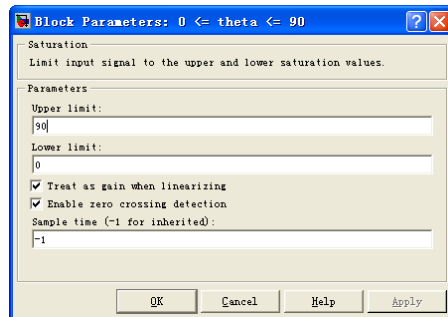 Block Parameters: 0 <= theta <= 90
Saturation
Limit input signal to the upper and lower saturation values.
Parameters
Upper limit:
90
Lower limit:
0
Treat as gain when linearizing
Enable zero crossing detection
Sample time (-1 for inherited):
-1
OK Cancel Help Apply